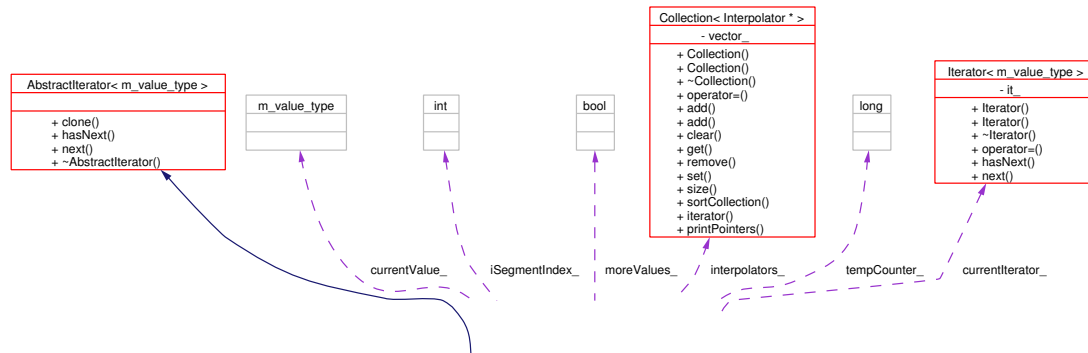 AbstractIterator< m_value_type >
+ clone()
+ hasNext()
+ next()
+ ~AbstractIterator()
m_value_type
int
bool
Collection< Interpolator * >
- vector_
+ Collection()
+ Collection()
+ ~Collection()
+ operator=()
+ add()
+ add()
+ clear()
+ get()
+ remove()
+ set()
+ size()
+ sortCollection()
+ iterator()
+ printPointers()
long
Iterator< m_value_type >
- it_
+ Iterator()
+ Iterator()
+ ~Iterator()
+ operator=()
+ hasNext()
+ next()
currentValue_
iSegmentIndex_
moreValues_
interpolators_
tempCounter_
currentIterator_